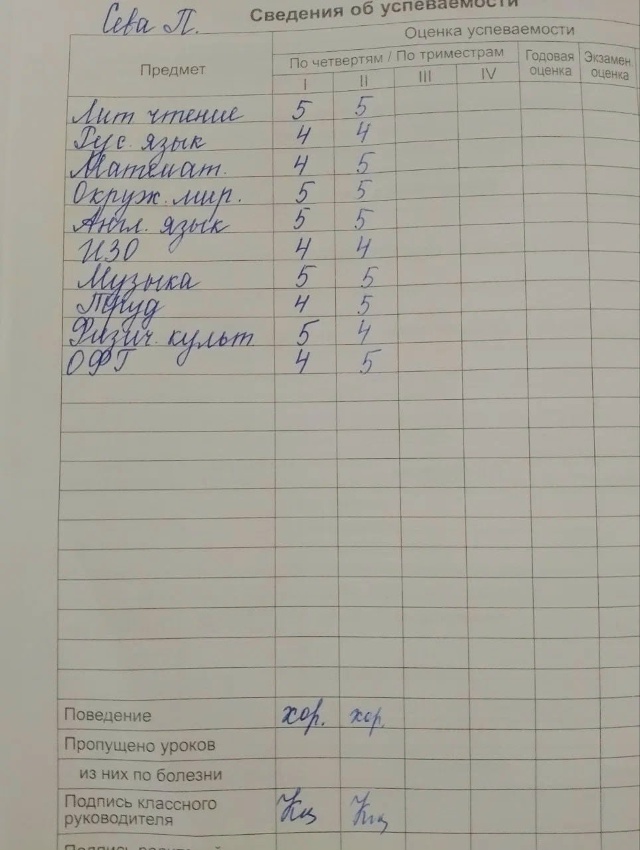 Сева П. Сведения об успеваемости
Оценка успеваемости
Предмет По четвертям / По триместрам Годовая оценка Экзамен. оценка
I II III IV
Лит чтение 5 5
Рус. язык 4 4
Математ. 4 5
Окруж. мир. 5 5
Англ. язык 5 5
ИЗО 4 4
Музыка 5 5
Труд 4 5
Физич. культ 5 4
ОФГ 4 5
Поведение хор. хор.
Пропущено уроков
из них по болезни
Подпись классного
руководителя